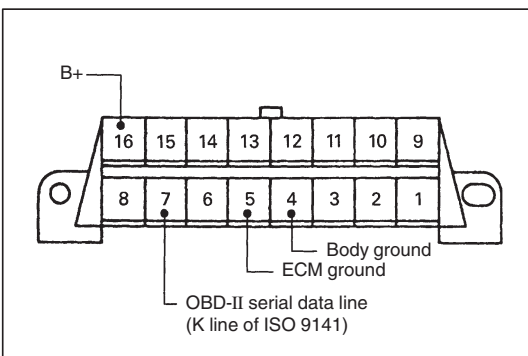 B+
16 15 14 13 12 11 10 9
8 7 6 5 4 3 2 1
Body ground
ECM ground
OBD-II serial data line
(K line of ISO 9141)